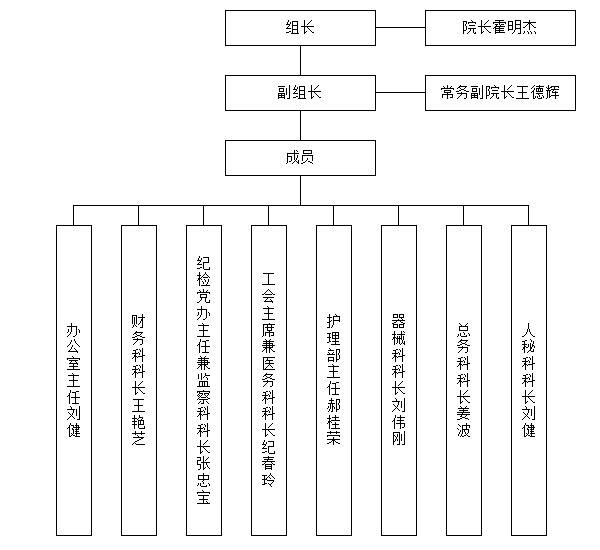 组长
院长霍明杰
副组长
常务副院长王德辉
成员
办公室主任刘健
财务科科长王艳芝
纪检党办主任兼监察科科长张忠宝
工会主席兼医务科科长纪春玲
护理部主任郝桂荣
器械科科长刘伟刚
总务科科长姜波
人秘科科长刘健